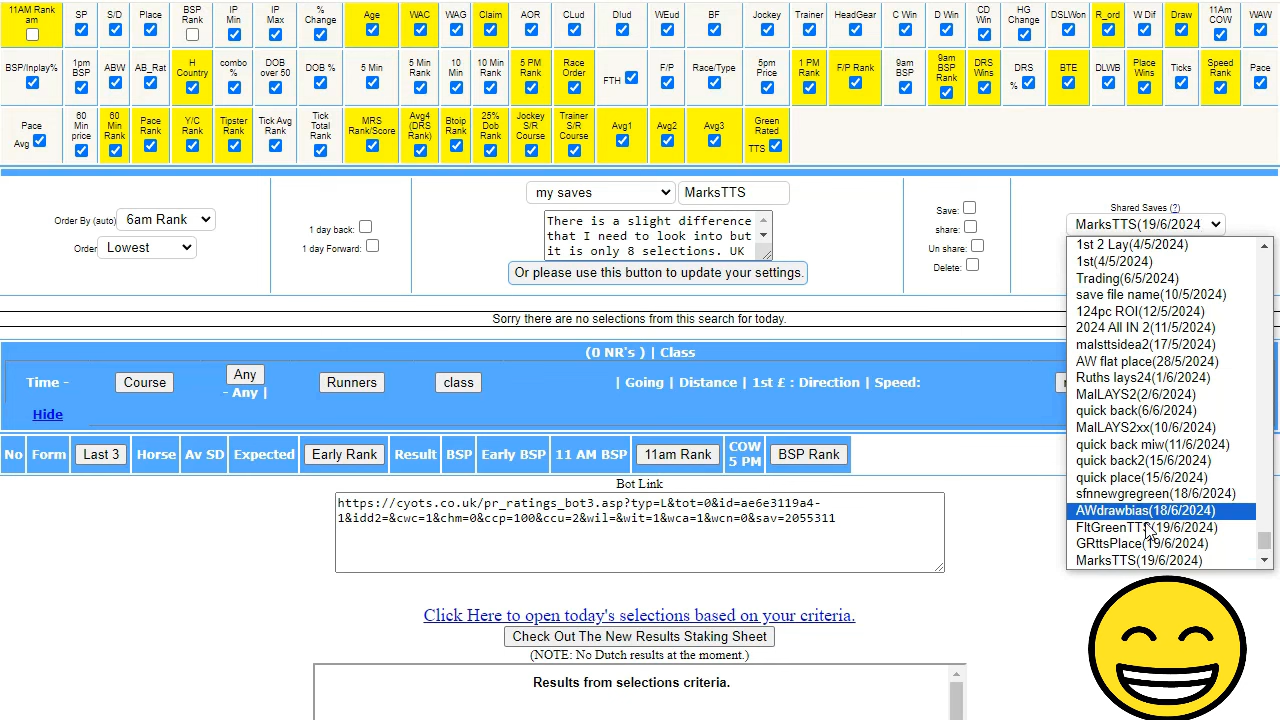 11AM Rank am
SP
S/D
Place
BSP Rank
IP Min
IP Max
% Change
Age
WAC
WAG
Claim
AOR
CLud
Dlud
WEud
BF
Jockey
Trainer
HeadGear
C Win
D Win
CD Win
HG Change
DSLWon
R_ord
W Dif
Draw
11Am COW
WAW
BSP/Inplay%
1pm BSP
ABW
AB_Rat
H Country
combo %
DOB over 50
DOB %
5 Min
5 Min Rank
10 Min
10 Min Rank
5 PM Rank
Race Order
FTH
F/P
Race/Type
5pm Price
1 PM Rank
F/P Rank
9am BSP
9am BSP Rank
DRS Wins
DRS %
BTE
DLWB
Place Wins
Ticks
Speed Rank
Pace
Pace Avg
60 Min price
60 Min Rank
Pace Rank
Y/C Rank
Tipster Rank
Tick Avg Rank
Tick Total Rank
MRS Rank/Score
Avg4 (DRS Rank)
Btoip Rank
25% Dob Rank
Jockey S/R Course
Trainer S/R Course
Avg1
Avg2
Avg3
Green Rated TTS
Order By (auto) 6am Rank
Order Lowest
1 day back:
1 day Forward:
my saves
MarksTTS
There is a slight difference
that I need to look into but
it is only 8 selections. UK
Or please use this button to update your settings.
Save:
share:
Un share:
Delete:
Shared Saves (?)
MarksTTS(19/6/2024
1st 2 Lay(4/5/2024)
1st(4/5/2024)
Trading(6/5/2024)
save file name(10/5/2024)
124pc ROI(12/5/2024)
2024 All IN 2(11/5/2024)
malsttsidea2(17/5/2024)
AW flat place(28/5/2024)
Ruths lays24(1/6/2024)
MalLAYS2(2/6/2024)
quick back(6/6/2024)
MalLAYS2xx(10/6/2024)
quick back miw(11/6/2024)
quick back2(15/6/2024)
quick place(15/6/2024)
sfnnewgregreen(18/6/2024)
AWdrawbias(18/6/2024)
FltGreenTTS(19/6/2024)
GRttsPlace(19/6/2024)
MarksTTS(19/6/2024)
Sorry there are no selections from this search for today.
(0 NR's ) | Class
Time -
Course
Any
- Any |
Runners
class
| Going | Distance | 1st £ : Direction | Speed:
Hide
No
Form
Last 3
Horse
Av SD
Expected
Early Rank
Result
BSP
Early BSP
11 AM BSP
11am Rank
COW 5 PM
BSP Rank
Bot Link
https://cyots.co.uk/pr_ratings_bot3.asp?typ=L&tot=0&id=ae6e3119a4-
1&idd2=&cwc=1&chm=0&ccp=100&ccu=2&wil=&wit=1&wca=1&wcn=0&sav=2055311
Click Here to open today's selections based on your criteria.
Check Out The New Results Staking Sheet
(NOTE: No Dutch results at the moment.)
Results from selections criteria.